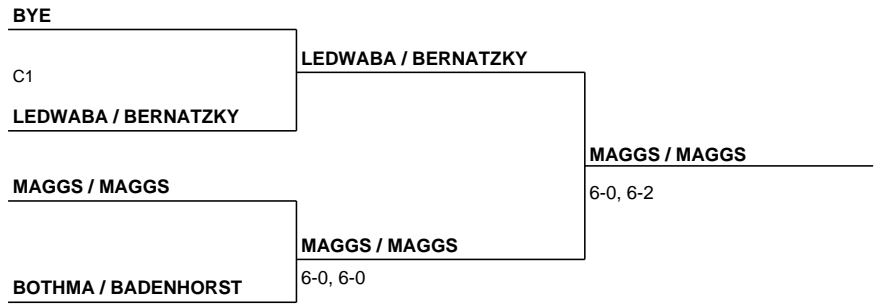 BYE
LEDWABA / BERNATZKY
C1
LEDWABA / BERNATZKY
MAGGS / MAGGS
MAGGS / MAGGS
6-0, 6-2
MAGGS / MAGGS
6-0, 6-0
BOTHMA / BADENHORST